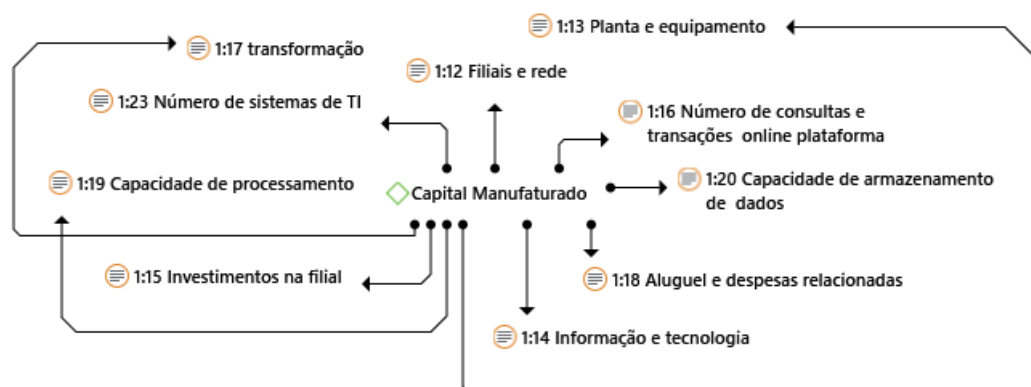 1:13 Planta e equipamento
1:17 transformação
1:12 Filiais e rede
1:23 Número de sistemas de TI
1:16 Número de consultas e
transações online plataforma
1:19 Capacidade de processamento
Capital Manufaturado
1:20 Capacidade de armazenamento
de dados
1:15 Investimentos na filial
1:18 Aluguel e despesas relacionadas
1:14 Informação e tecnologia